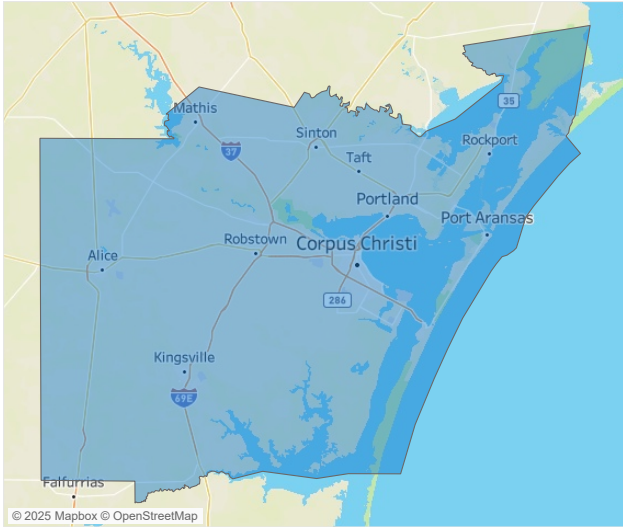 35
Mathis
Sinton
Rockport
37
Taft
Portland
Port Aransas
Robstown
Corpus Christi
Alice
286
Kingsville
69E
Falfurrias
© 2025 Mapbox © OpenStreetMap